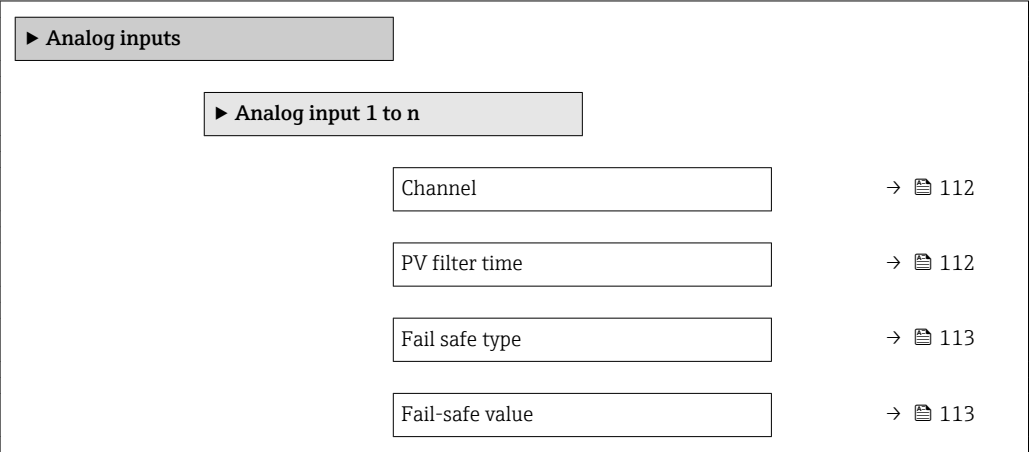 ▶ Analog inputs
▶ Analog input 1 to n
Channel → 🖹 112
PV filter time → 🖹 112
Fail safe type → 🖹 113
Fail-safe value → 🖹 113